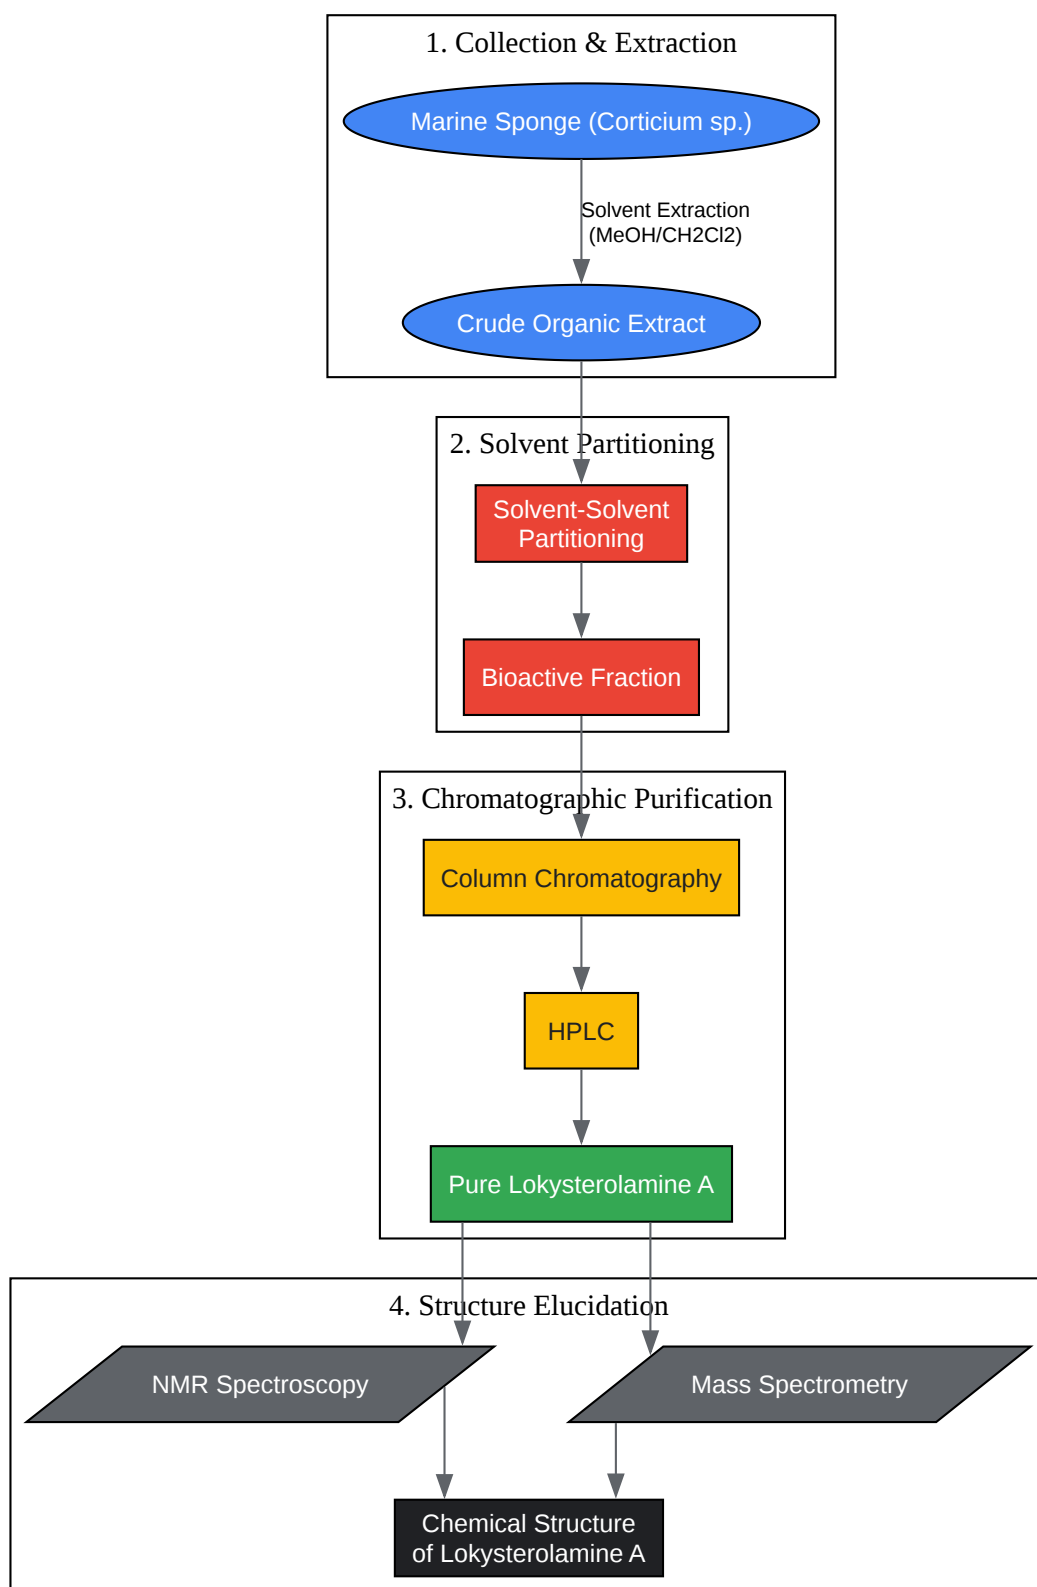 1. Collection & Extraction
Marine Sponge (Corticium sp.)
Solvent Extraction
(MeOH/CH2Cl2)
Crude Organic Extract
2. Solvent Partitioning
Solvent-Solvent
Partitioning
Bioactive Fraction
3. Chromatographic Purification
Column Chromatography
HPLC
Pure Lokysterolamine A
4. Structure Elucidation
NMR Spectroscopy
Mass Spectrometry
Chemical Structure
of Lokysterolamine A